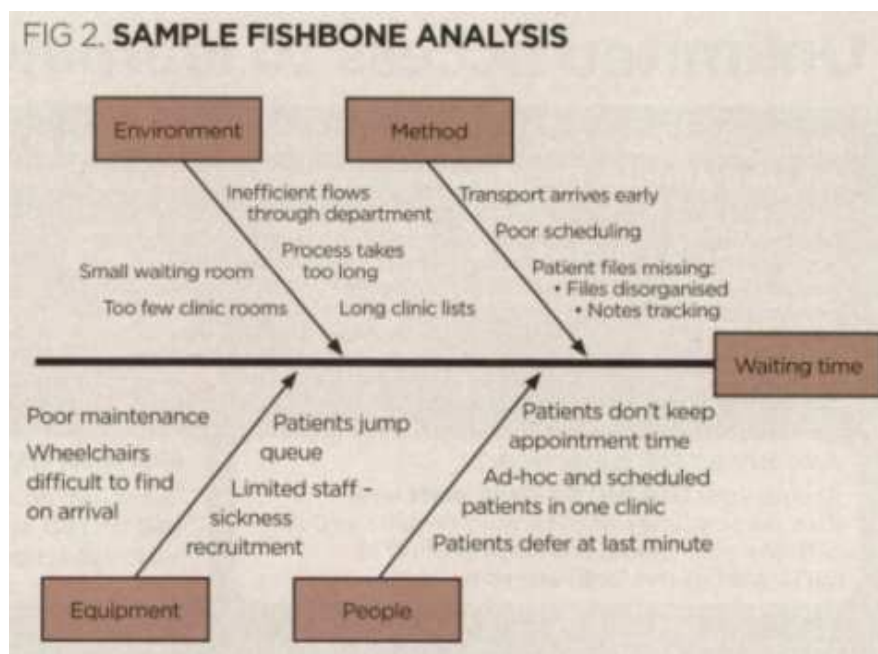 FIG 2. SAMPLE FISHBONE ANALYSIS
Environment
Method
Inefficient flows
through department
Process takes
too long
Small waiting room
Too few clinic rooms
Long clinic lists
Transport arrives early
Poor scheduling
Patient files missing:
• Files disorganised
• Notes tracking
Waiting time
Poor maintenance
Wheelchairs
difficult to find
on arrival
Patients jump
queue
Limited staff –
sickness
recruitment
Patients don't keep
appointment time
Ad-hoc and scheduled
patients in one clinic
Patients defer at last minute
Equipment
People